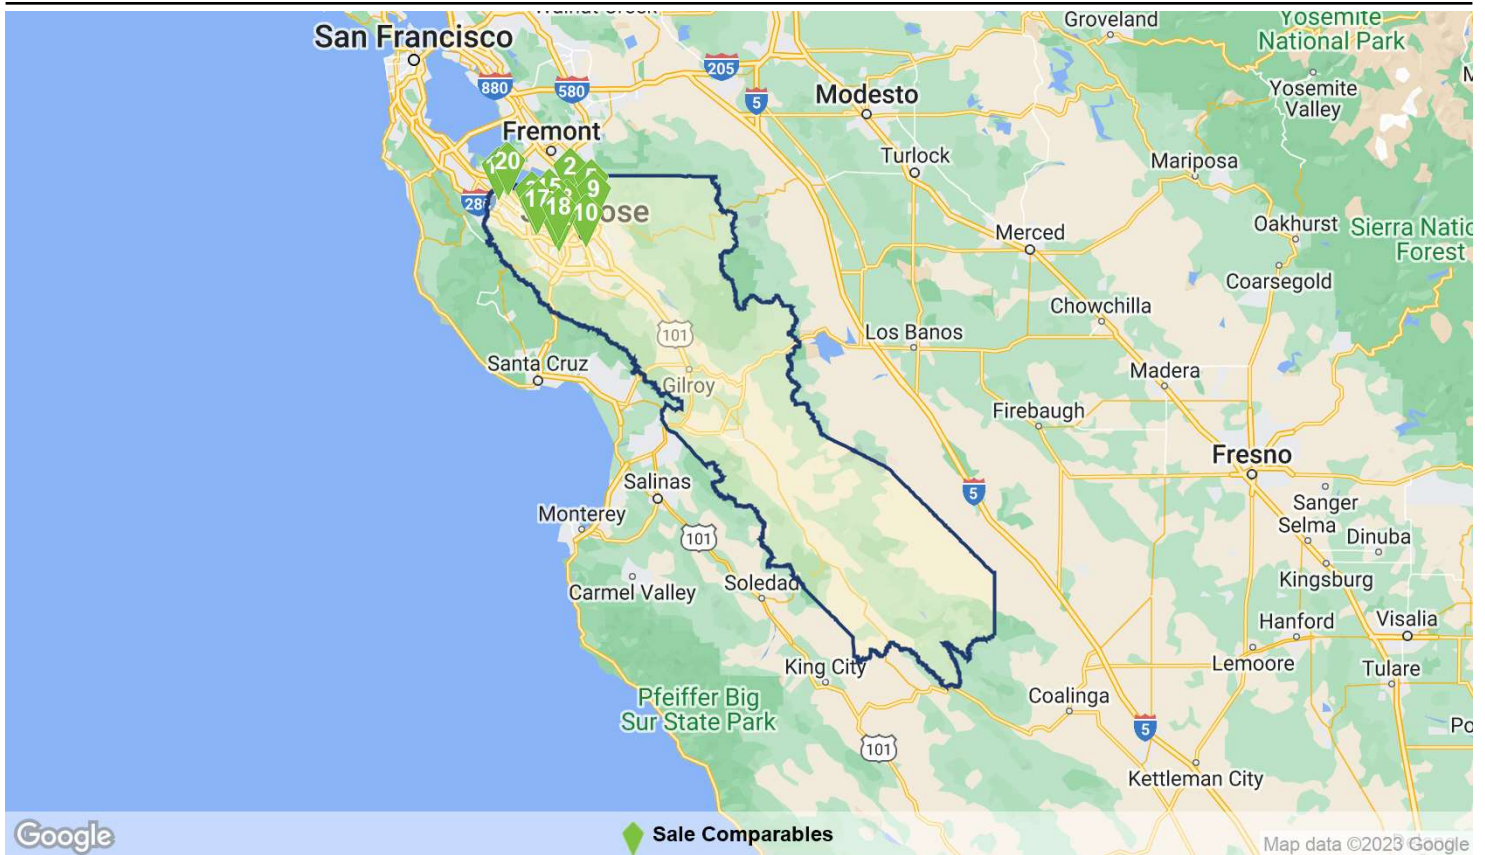 Groveland
Yosemite
National Park
San Francisco
205
880
580
5
Modesto
Yosemite
Valley
Fremont
Turlock
Mariposa
20
2
15
9
17
18
10
280
Merced
Oakhurst
Coarsegold
Chowchilla
101
Los Banos
Santa Cruz
Gilroy
Madera
Firebaugh
Fresno
Salinas
5
Sanger
Selma
Monterey
101
Dinuba
Carmel Valley
Soledad
Kingsburg
Hanford
Visalia
King City
Lemoore
Tulare
Pfeiffer Big
Sur State Park
Coalinga
5
101
Kettleman City
Google
Sale Comparables
Map data ©2023 Google